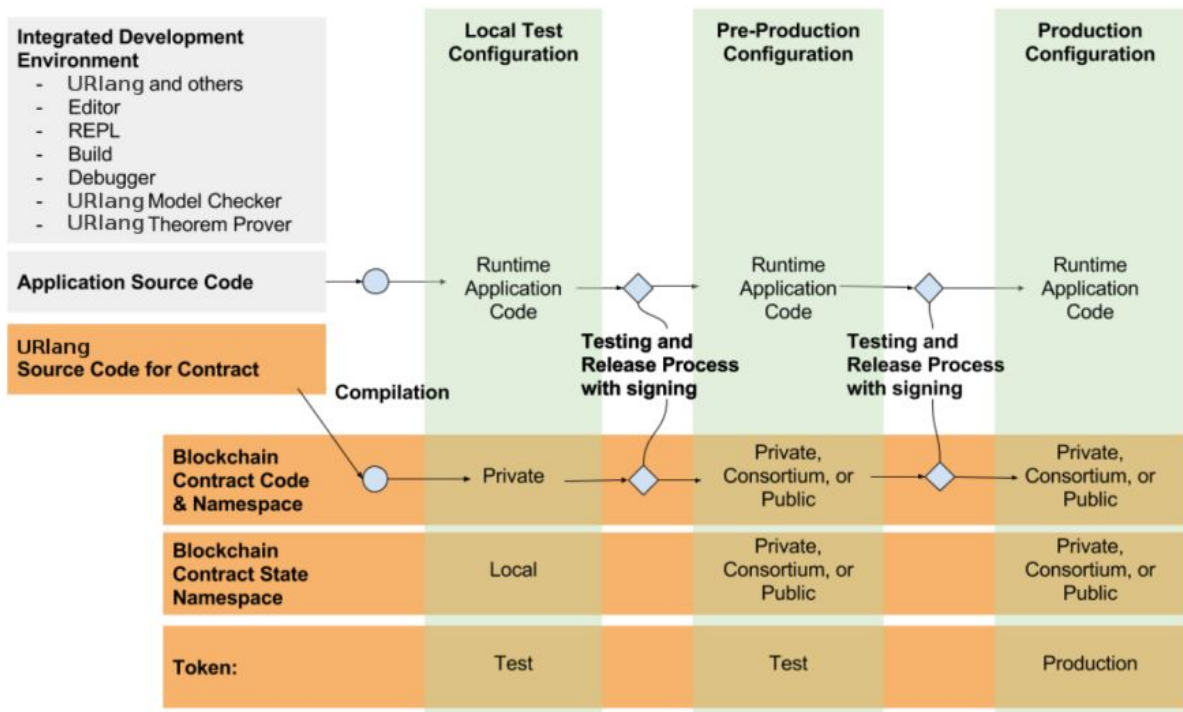 Integrated Development
Environment
- URlang and others
- Editor
- REPL
- Build
- Debugger
- URlang Model Checker
- URlang Theorem Prover
Local Test
Configuration
Pre-Production
Configuration
Production
Configuration
Application Source Code
Runtime
Application
Code
Runtime
Application
Code
Runtime
Application
Code
URlang
Source Code for Contract
Compilation
Testing and
Release Process
with signing
Testing and
Release Process
with signing
Blockchain
Contract Code
& Namespace
Private
Private,
Consortium, or
Public
Private,
Consortium, or
Public
Blockchain
Contract State
Namespace
Local
Private,
Consortium, or
Public
Private,
Consortium, or
Public
Token:
Test
Test
Production